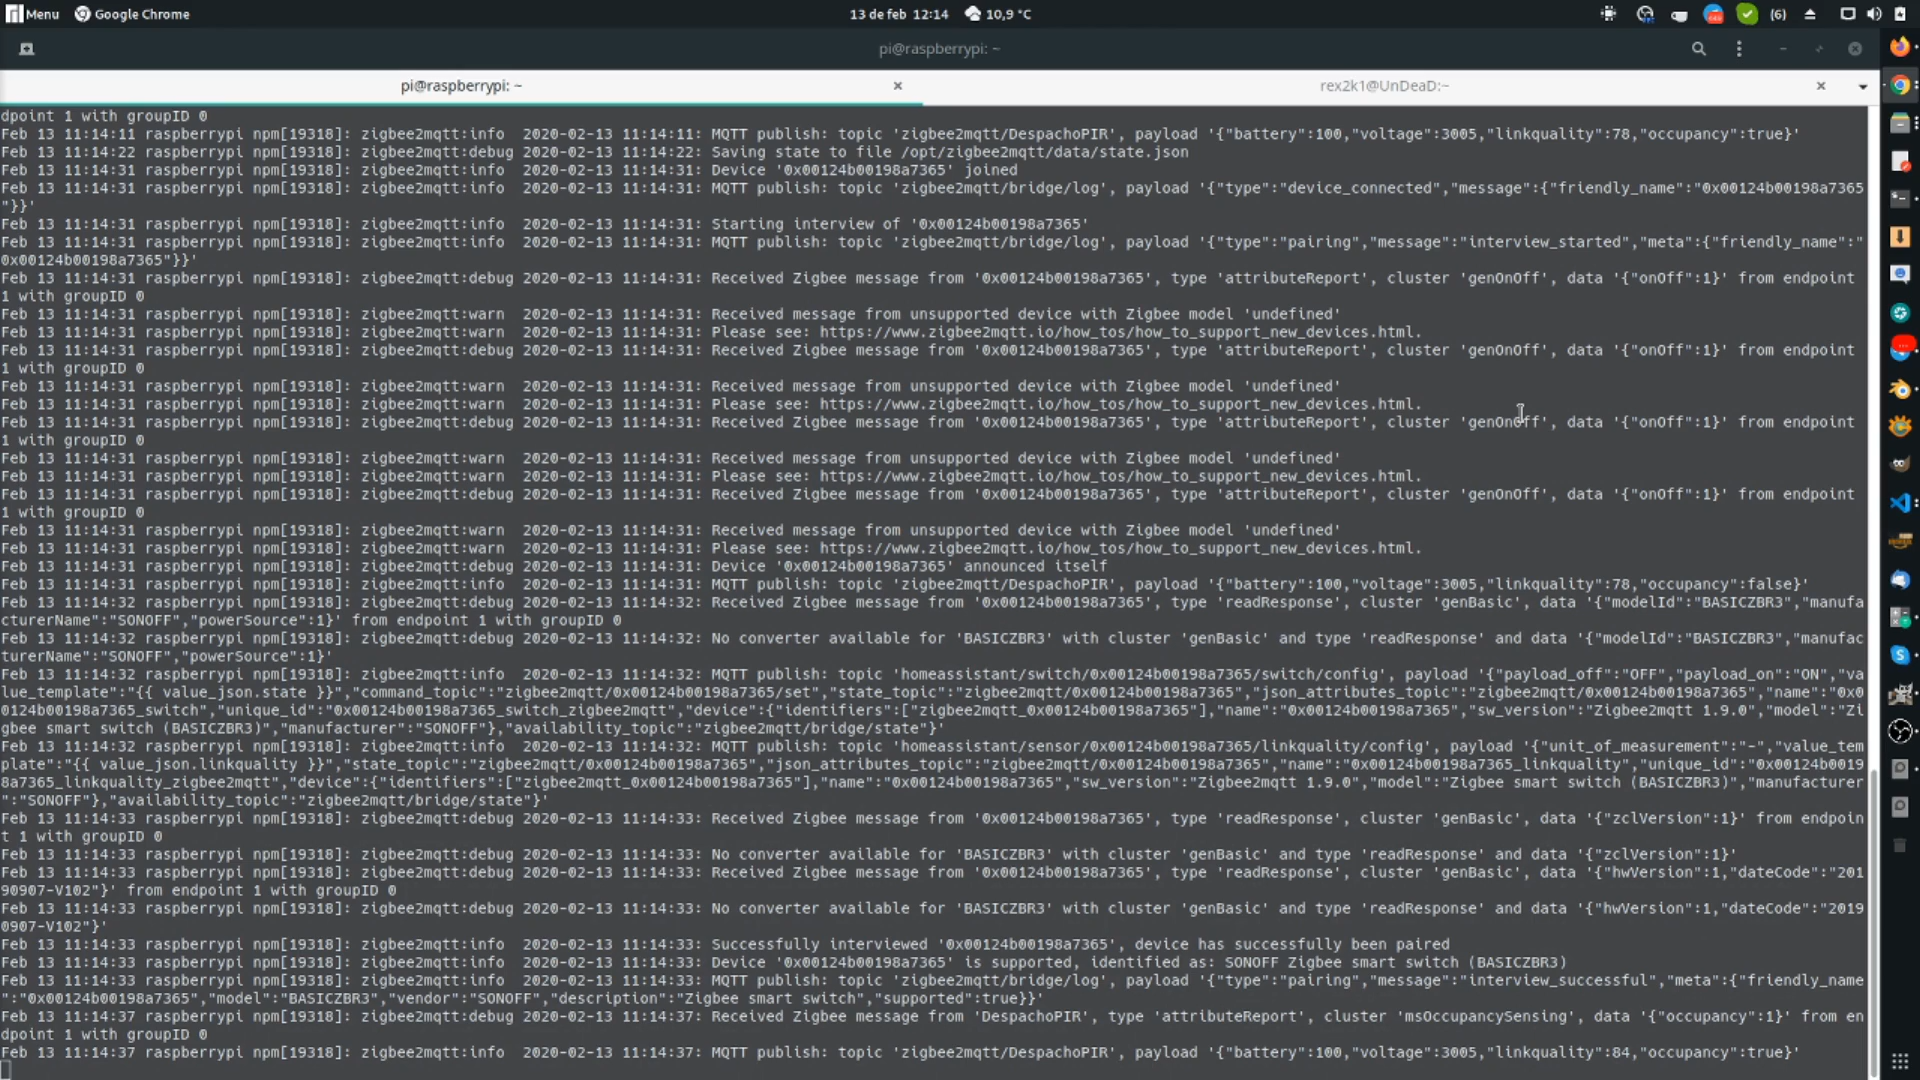 Menu Google Chrome 13 de feb 12:14 10,9 °C (6)
pi@raspberrypi: ~
pi@raspberrypi: ~ rex2k1@UnDeaD:~
dpoint 1 with groupID 0
Feb 13 11:14:11 raspberrypi npm[19318]: zigbee2mqtt:info  2020-02-13 11:14:11: MQTT publish: topic 'zigbee2mqtt/DespachoPIR', payload '{"battery":100,"voltage":3005,"linkquality":78,"occupancy":true}'
Feb 13 11:14:22 raspberrypi npm[19318]: zigbee2mqtt:debug 2020-02-13 11:14:22: Saving state to file /opt/zigbee2mqtt/data/state.json
Feb 13 11:14:31 raspberrypi npm[19318]: zigbee2mqtt:info  2020-02-13 11:14:31: Device '0x00124b00198a7365' joined
Feb 13 11:14:31 raspberrypi npm[19318]: zigbee2mqtt:info  2020-02-13 11:14:31: MQTT publish: topic 'zigbee2mqtt/bridge/log', payload '{"type":"device_connected","message":{"friendly_name":"0x00124b00198a7365
"}}'
Feb 13 11:14:31 raspberrypi npm[19318]: zigbee2mqtt:info  2020-02-13 11:14:31: Starting interview of '0x00124b00198a7365'
Feb 13 11:14:31 raspberrypi npm[19318]: zigbee2mqtt:info  2020-02-13 11:14:31: MQTT publish: topic 'zigbee2mqtt/bridge/log', payload '{"type":"pairing","message":"interview_started","meta":{"friendly_name":"
0x00124b00198a7365"}}'
Feb 13 11:14:31 raspberrypi npm[19318]: zigbee2mqtt:debug 2020-02-13 11:14:31: Received Zigbee message from '0x00124b00198a7365', type 'attributeReport', cluster 'genOnOff', data '{"onOff":1}' from endpoint
1 with groupID 0
Feb 13 11:14:31 raspberrypi npm[19318]: zigbee2mqtt:warn  2020-02-13 11:14:31: Received message from unsupported device with Zigbee model 'undefined'
Feb 13 11:14:31 raspberrypi npm[19318]: zigbee2mqtt:warn  2020-02-13 11:14:31: Please see: https://www.zigbee2mqtt.io/how_tos/how_to_support_new_devices.html.
Feb 13 11:14:31 raspberrypi npm[19318]: zigbee2mqtt:debug 2020-02-13 11:14:31: Received Zigbee message from '0x00124b00198a7365', type 'attributeReport', cluster 'genOnOff', data '{"onOff":1}' from endpoint
1 with groupID 0
Feb 13 11:14:31 raspberrypi npm[19318]: zigbee2mqtt:warn  2020-02-13 11:14:31: Received message from unsupported device with Zigbee model 'undefined'
Feb 13 11:14:31 raspberrypi npm[19318]: zigbee2mqtt:warn  2020-02-13 11:14:31: Please see: https://www.zigbee2mqtt.io/how_tos/how_to_support_new_devices.html.
Feb 13 11:14:31 raspberrypi npm[19318]: zigbee2mqtt:debug 2020-02-13 11:14:31: Received Zigbee message from '0x00124b00198a7365', type 'attributeReport', cluster 'genOnOff', data '{"onOff":1}' from endpoint
1 with groupID 0
Feb 13 11:14:31 raspberrypi npm[19318]: zigbee2mqtt:warn  2020-02-13 11:14:31: Received message from unsupported device with Zigbee model 'undefined'
Feb 13 11:14:31 raspberrypi npm[19318]: zigbee2mqtt:warn  2020-02-13 11:14:31: Please see: https://www.zigbee2mqtt.io/how_tos/how_to_support_new_devices.html.
Feb 13 11:14:31 raspberrypi npm[19318]: zigbee2mqtt:debug 2020-02-13 11:14:31: Received Zigbee message from '0x00124b00198a7365', type 'attributeReport', cluster 'genOnOff', data '{"onOff":1}' from endpoint
1 with groupID 0
Feb 13 11:14:31 raspberrypi npm[19318]: zigbee2mqtt:warn  2020-02-13 11:14:31: Received message from unsupported device with Zigbee model 'undefined'
Feb 13 11:14:31 raspberrypi npm[19318]: zigbee2mqtt:warn  2020-02-13 11:14:31: Please see: https://www.zigbee2mqtt.io/how_tos/how_to_support_new_devices.html.
Feb 13 11:14:31 raspberrypi npm[19318]: zigbee2mqtt:debug 2020-02-13 11:14:31: Device '0x00124b00198a7365' announced itself
Feb 13 11:14:31 raspberrypi npm[19318]: zigbee2mqtt:info  2020-02-13 11:14:31: MQTT publish: topic 'zigbee2mqtt/DespachoPIR', payload '{"battery":100,"voltage":3005,"linkquality":78,"occupancy":false}'
Feb 13 11:14:32 raspberrypi npm[19318]: zigbee2mqtt:debug 2020-02-13 11:14:32: Received Zigbee message from '0x00124b00198a7365', type 'readResponse', cluster 'genBasic', data '{"modelId":"BASICZBR3","manufa
cturerName":"SONOFF","powerSource":1}' from endpoint 1 with groupID 0
Feb 13 11:14:32 raspberrypi npm[19318]: zigbee2mqtt:debug 2020-02-13 11:14:32: No converter available for 'BASICZBR3' with cluster 'genBasic' and type 'readResponse' and data '{"modelId":"BASICZBR3","manufac
turerName":"SONOFF","powerSource":1}'
Feb 13 11:14:32 raspberrypi npm[19318]: zigbee2mqtt:info  2020-02-13 11:14:32: MQTT publish: topic 'homeassistant/switch/0x00124b00198a7365/switch/config', payload '{"payload_off":"OFF","payload_on":"ON","va
lue_template":"{{ value_json.state }}","command_topic":"zigbee2mqtt/0x00124b00198a7365/set","state_topic":"zigbee2mqtt/0x00124b00198a7365","json_attributes_topic":"zigbee2mqtt/0x00124b00198a7365","name":"0x0
0124b00198a7365_switch","unique_id":"0x00124b00198a7365_switch_zigbee2mqtt","device":{"identifiers":["zigbee2mqtt_0x00124b00198a7365"],"name":"0x00124b00198a7365","sw_version":"Zigbee2mqtt 1.9.0","model":"Zi
gbee smart switch (BASICZBR3)","manufacturer":"SONOFF"},"availability_topic":"zigbee2mqtt/bridge/state"}'
Feb 13 11:14:32 raspberrypi npm[19318]: zigbee2mqtt:info  2020-02-13 11:14:32: MQTT publish: topic 'homeassistant/sensor/0x00124b00198a7365/linkquality/config', payload '{"unit_of_measurement":"-","value_tem
plate":"{{ value_json.linkquality }}","state_topic":"zigbee2mqtt/0x00124b00198a7365","json_attributes_topic":"zigbee2mqtt/0x00124b00198a7365","name":"0x00124b00198a7365_linkquality","unique_id":"0x00124b0019
8a7365_linkquality_zigbee2mqtt","device":{"identifiers":["zigbee2mqtt_0x00124b00198a7365"],"name":"0x00124b00198a7365","sw_version":"Zigbee2mqtt 1.9.0","model":"Zigbee smart switch (BASICZBR3)","manufacturer
":"SONOFF"},"availability_topic":"zigbee2mqtt/bridge/state"}'
Feb 13 11:14:33 raspberrypi npm[19318]: zigbee2mqtt:debug 2020-02-13 11:14:33: Received Zigbee message from '0x00124b00198a7365', type 'readResponse', cluster 'genBasic', data '{"zclVersion":1}' from endpoin
t 1 with groupID 0
Feb 13 11:14:33 raspberrypi npm[19318]: zigbee2mqtt:debug 2020-02-13 11:14:33: No converter available for 'BASICZBR3' with cluster 'genBasic' and type 'readResponse' and data '{"zclVersion":1}'
Feb 13 11:14:33 raspberrypi npm[19318]: zigbee2mqtt:debug 2020-02-13 11:14:33: Received Zigbee message from '0x00124b00198a7365', type 'readResponse', cluster 'genBasic', data '{"hwVersion":1,"dateCode":"201
90907-V102"}' from endpoint 1 with groupID 0
Feb 13 11:14:33 raspberrypi npm[19318]: zigbee2mqtt:debug 2020-02-13 11:14:33: No converter available for 'BASICZBR3' with cluster 'genBasic' and type 'readResponse' and data '{"hwVersion":1,"dateCode":"2019
0907-V102"}'
Feb 13 11:14:33 raspberrypi npm[19318]: zigbee2mqtt:info  2020-02-13 11:14:33: Successfully interviewed '0x00124b00198a7365', device has successfully been paired
Feb 13 11:14:33 raspberrypi npm[19318]: zigbee2mqtt:info  2020-02-13 11:14:33: Device '0x00124b00198a7365' is supported, identified as: SONOFF Zigbee smart switch (BASICZBR3)
Feb 13 11:14:33 raspberrypi npm[19318]: zigbee2mqtt:info  2020-02-13 11:14:33: MQTT publish: topic 'zigbee2mqtt/bridge/log', payload '{"type":"pairing","message":"interview_successful","meta":{"friendly_name
":"0x00124b00198a7365","model":"BASICZBR3","vendor":"SONOFF","description":"Zigbee smart switch","supported":true}}'
Feb 13 11:14:37 raspberrypi npm[19318]: zigbee2mqtt:debug 2020-02-13 11:14:37: Received Zigbee message from 'DespachoPIR', type 'attributeReport', cluster 'msOccupancySensing', data '{"occupancy":1}' from en
dpoint 1 with groupID 0
Feb 13 11:14:37 raspberrypi npm[19318]: zigbee2mqtt:info  2020-02-13 11:14:37: MQTT publish: topic 'zigbee2mqtt/DespachoPIR', payload '{"battery":100,"voltage":3005,"linkquality":84,"occupancy":true}'